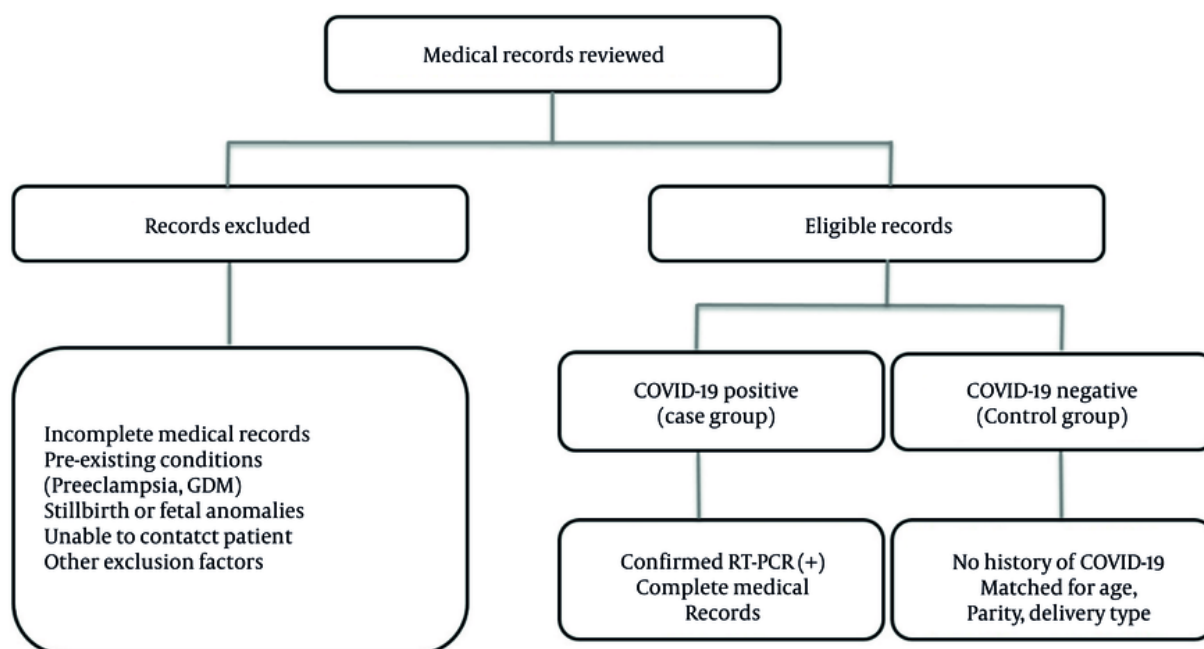 Medical records reviewed
Records excluded
Eligible records
Incomplete medical records
Pre-existing conditions
(Preeclampsia, GDM)
Stillbirth or fetal anomalies
Unable to contatct patient
Other exclusion factors
COVID-19 positive
(case group)
COVID-19 negative
(Control group)
Confirmed RT-PCR (+)
Complete medical
Records
No history of COVID-19
Matched for age,
Parity, delivery type